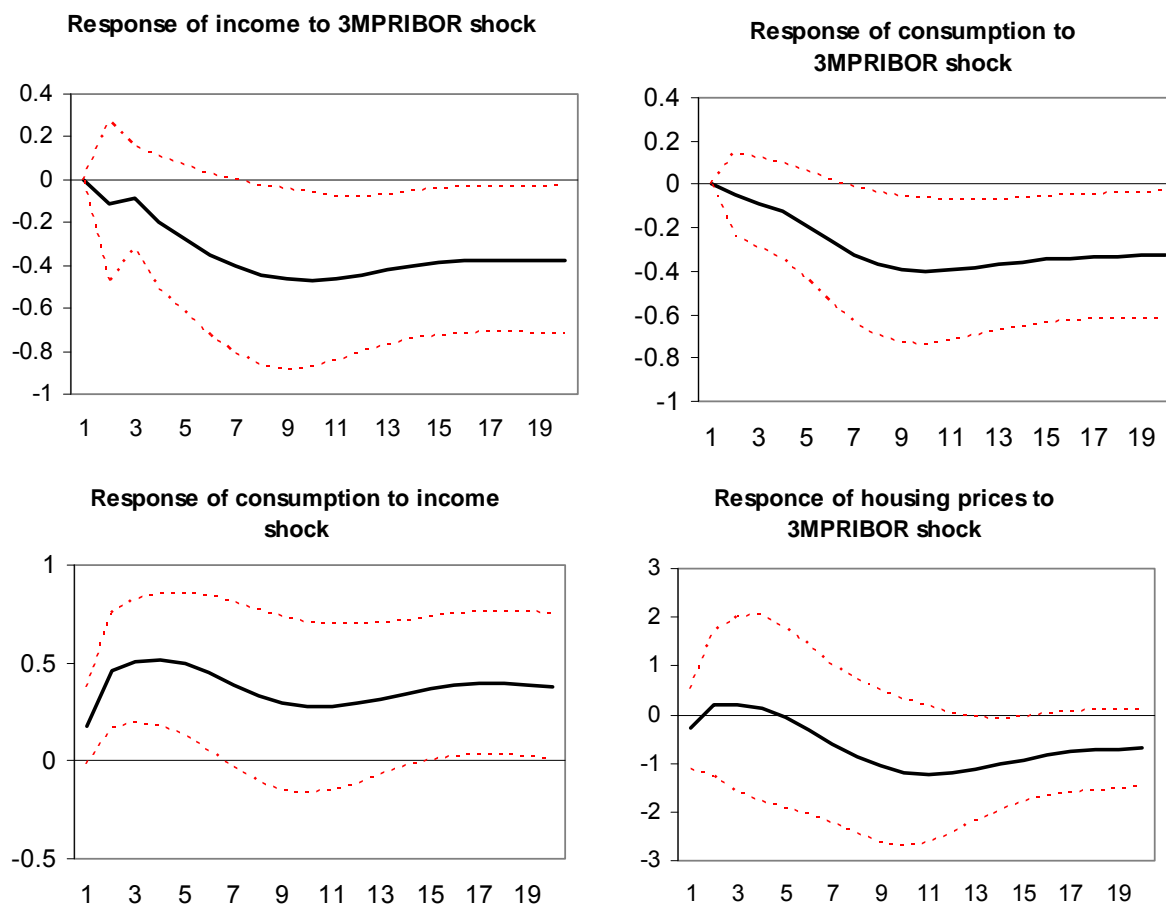 Response of income to 3MPRIBOR shock
0.4
0.2
0
-0.2
-0.4
-0.6
-0.8
-1
1 3 5 7 9 11 13 15 17 19
Response of consumption to
3MPRIBOR shock
0.4
0.2
0
-0.2
-0.4
-0.6
-0.8
-1
1 3 5 7 9 11 13 15 17 19
Response of consumption to income
shock
1
0.5
0
-0.5
1 3 5 7 9 11 13 15 17 19
Responce of housing prices to
3MPRIBOR shock
3
2
1
0
-1
-2
-3
1 3 5 7 9 11 13 15 17 19